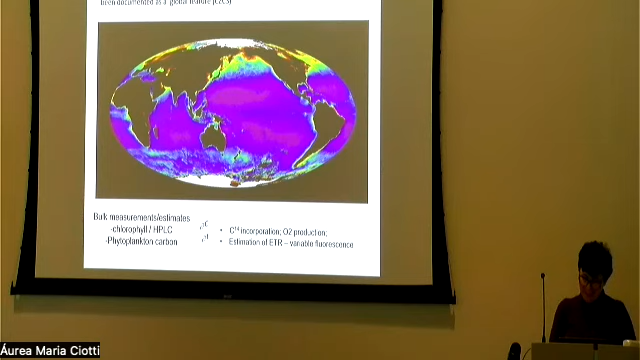 been documented as a global feature (CZCS)
Bulk measurements/estimates
-chlorophyll / HPLC
-Phytoplankton carbon
• C¹⁴ incorporation; O2 production;
• Estimation of ETR – variable fluorescence
Áurea Maria Ciotti